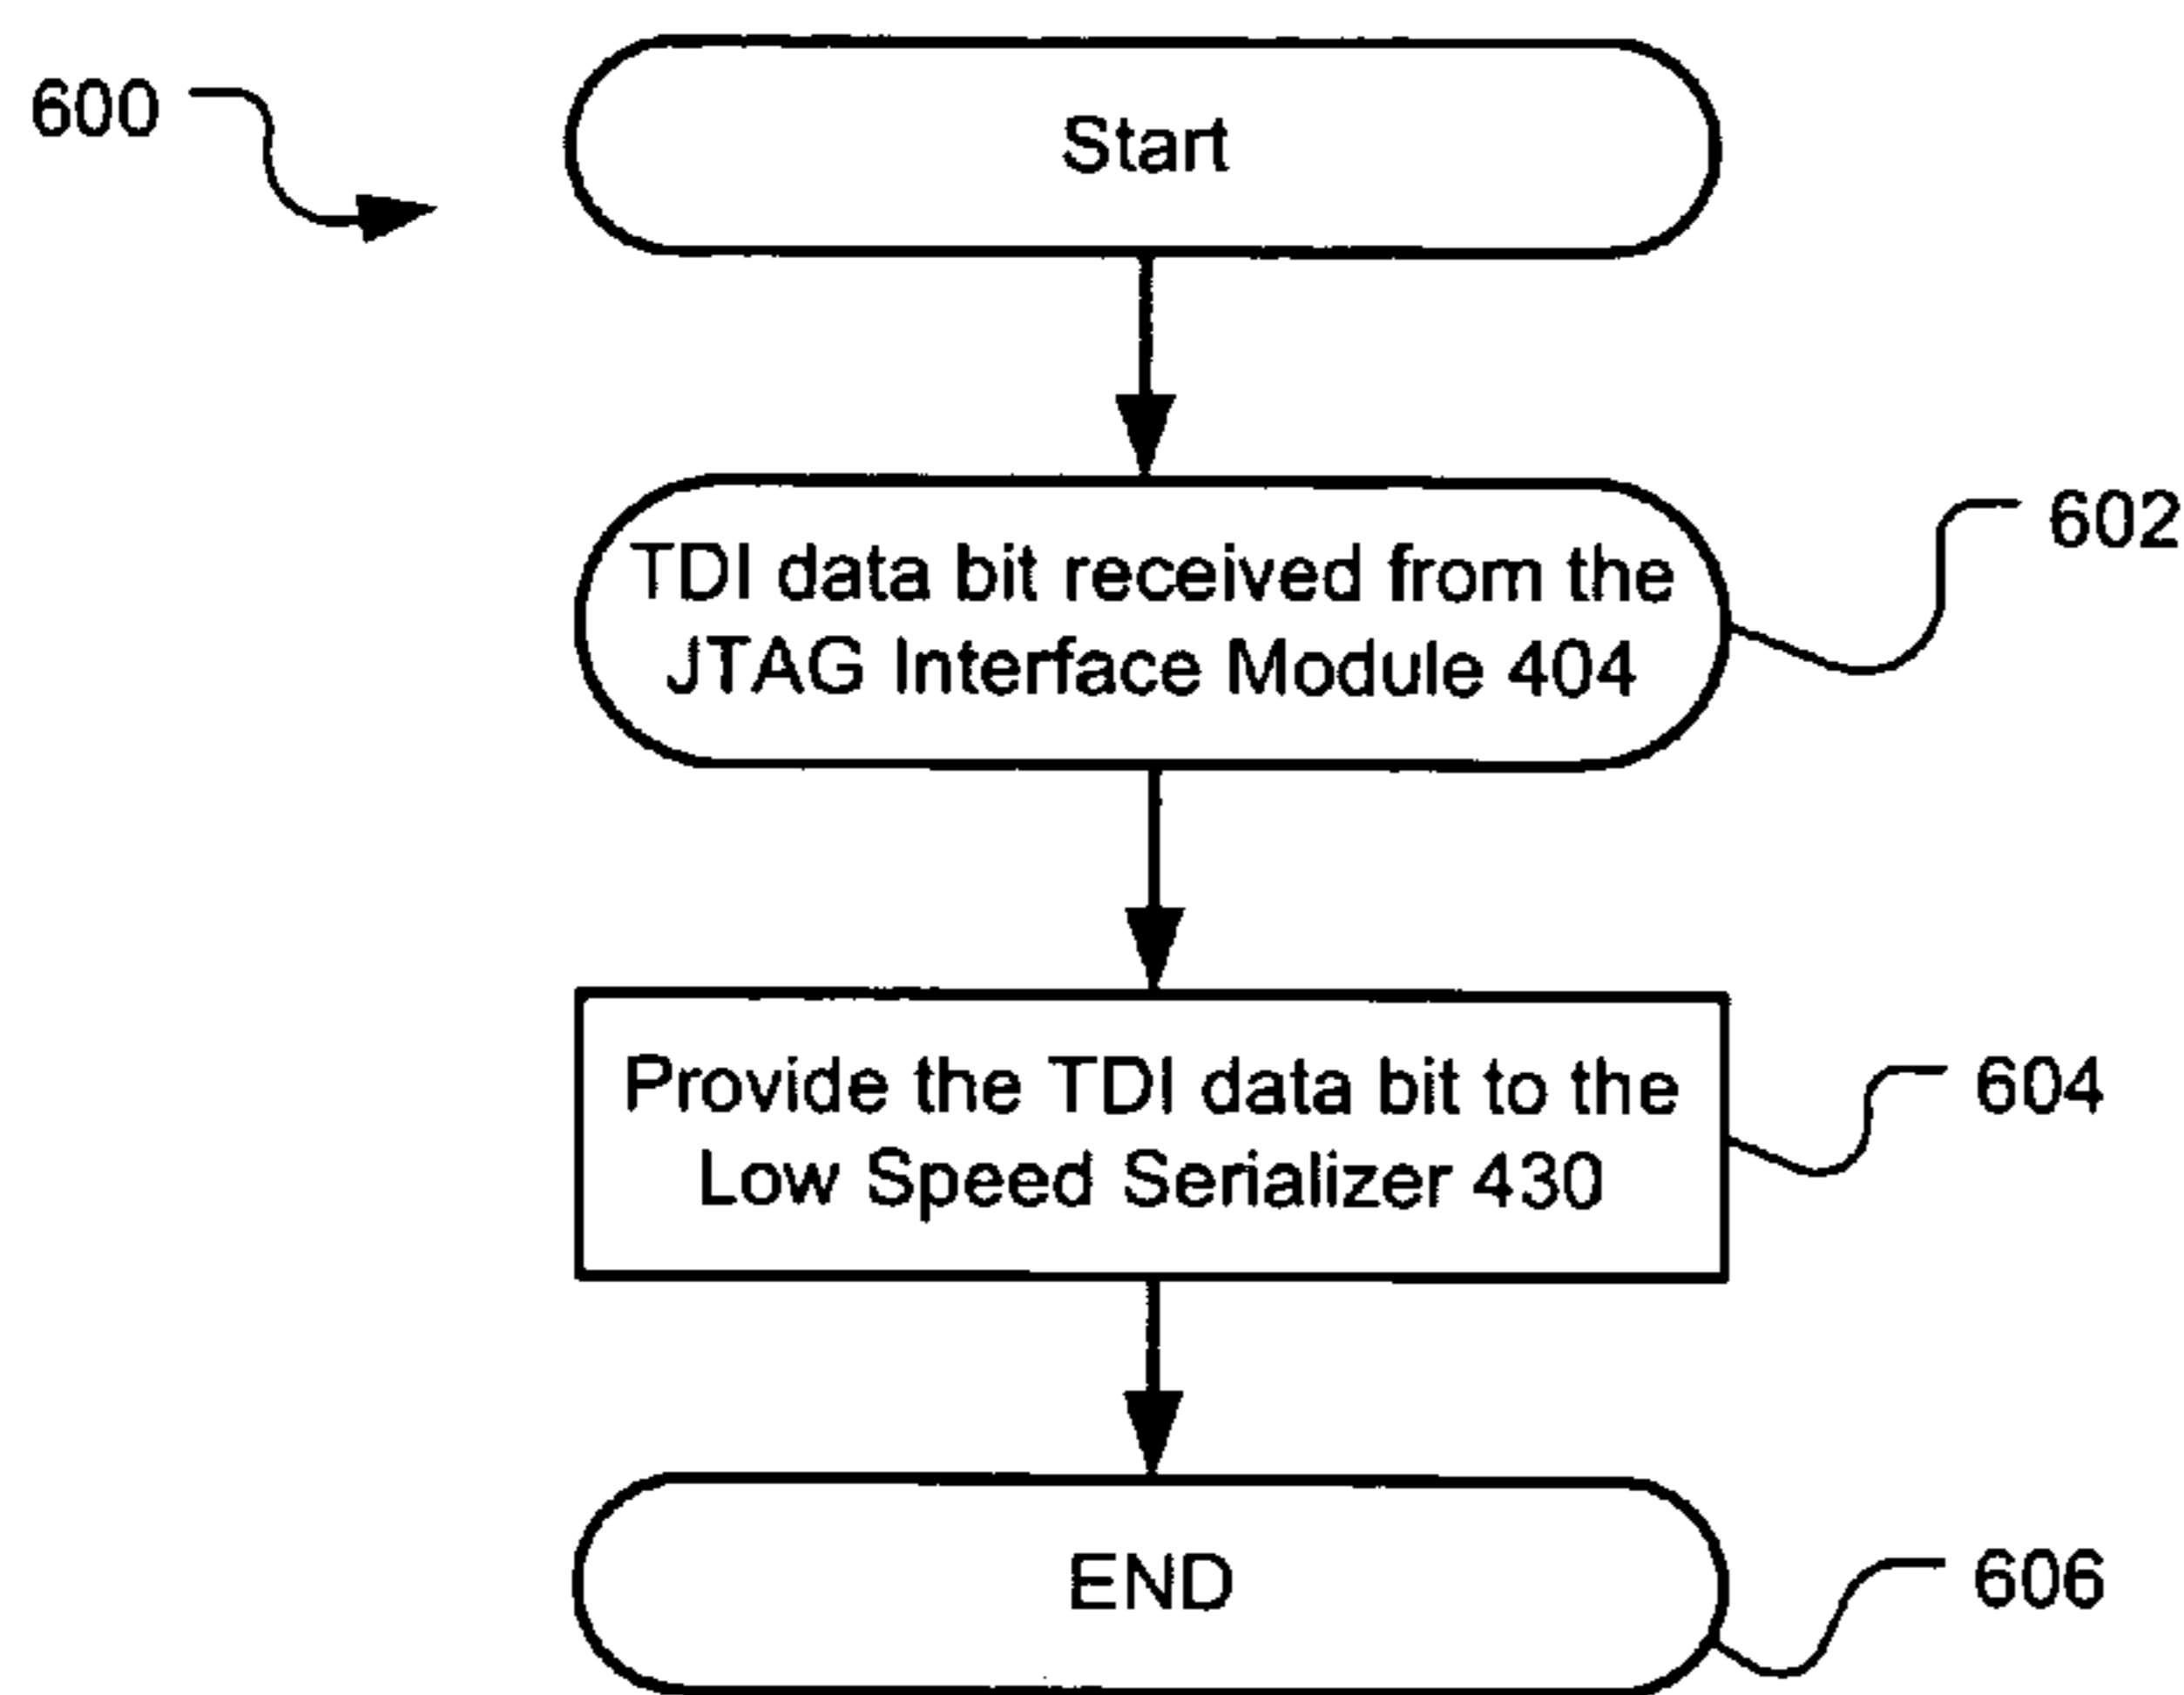 600
Start
TDI data bit received from the
JTAG Interface Module 404
602
Provide the TDI data bit to the
Low Speed Serializer 430
604
END
606